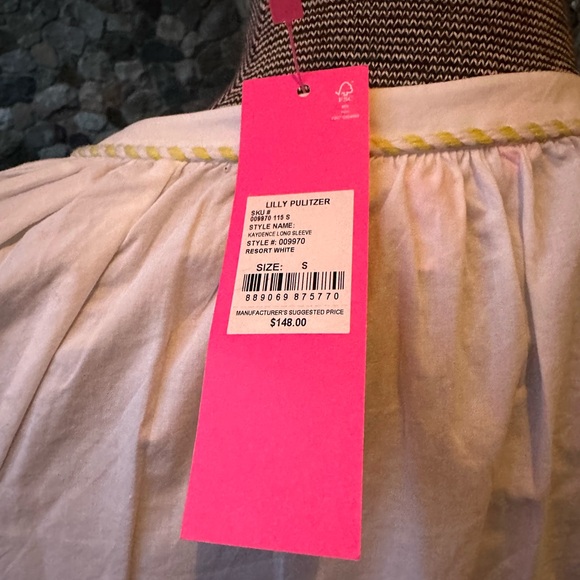 LILLY PULITZER
SKU #
009970 115 S
STYLE NAME:
KAYDENCE LONG SLEEVE
STYLE #: 009970
RESORT WHITE
SIZE: S
889069 875770
MANUFACTURER'S SUGGESTED PRICE
$148.00